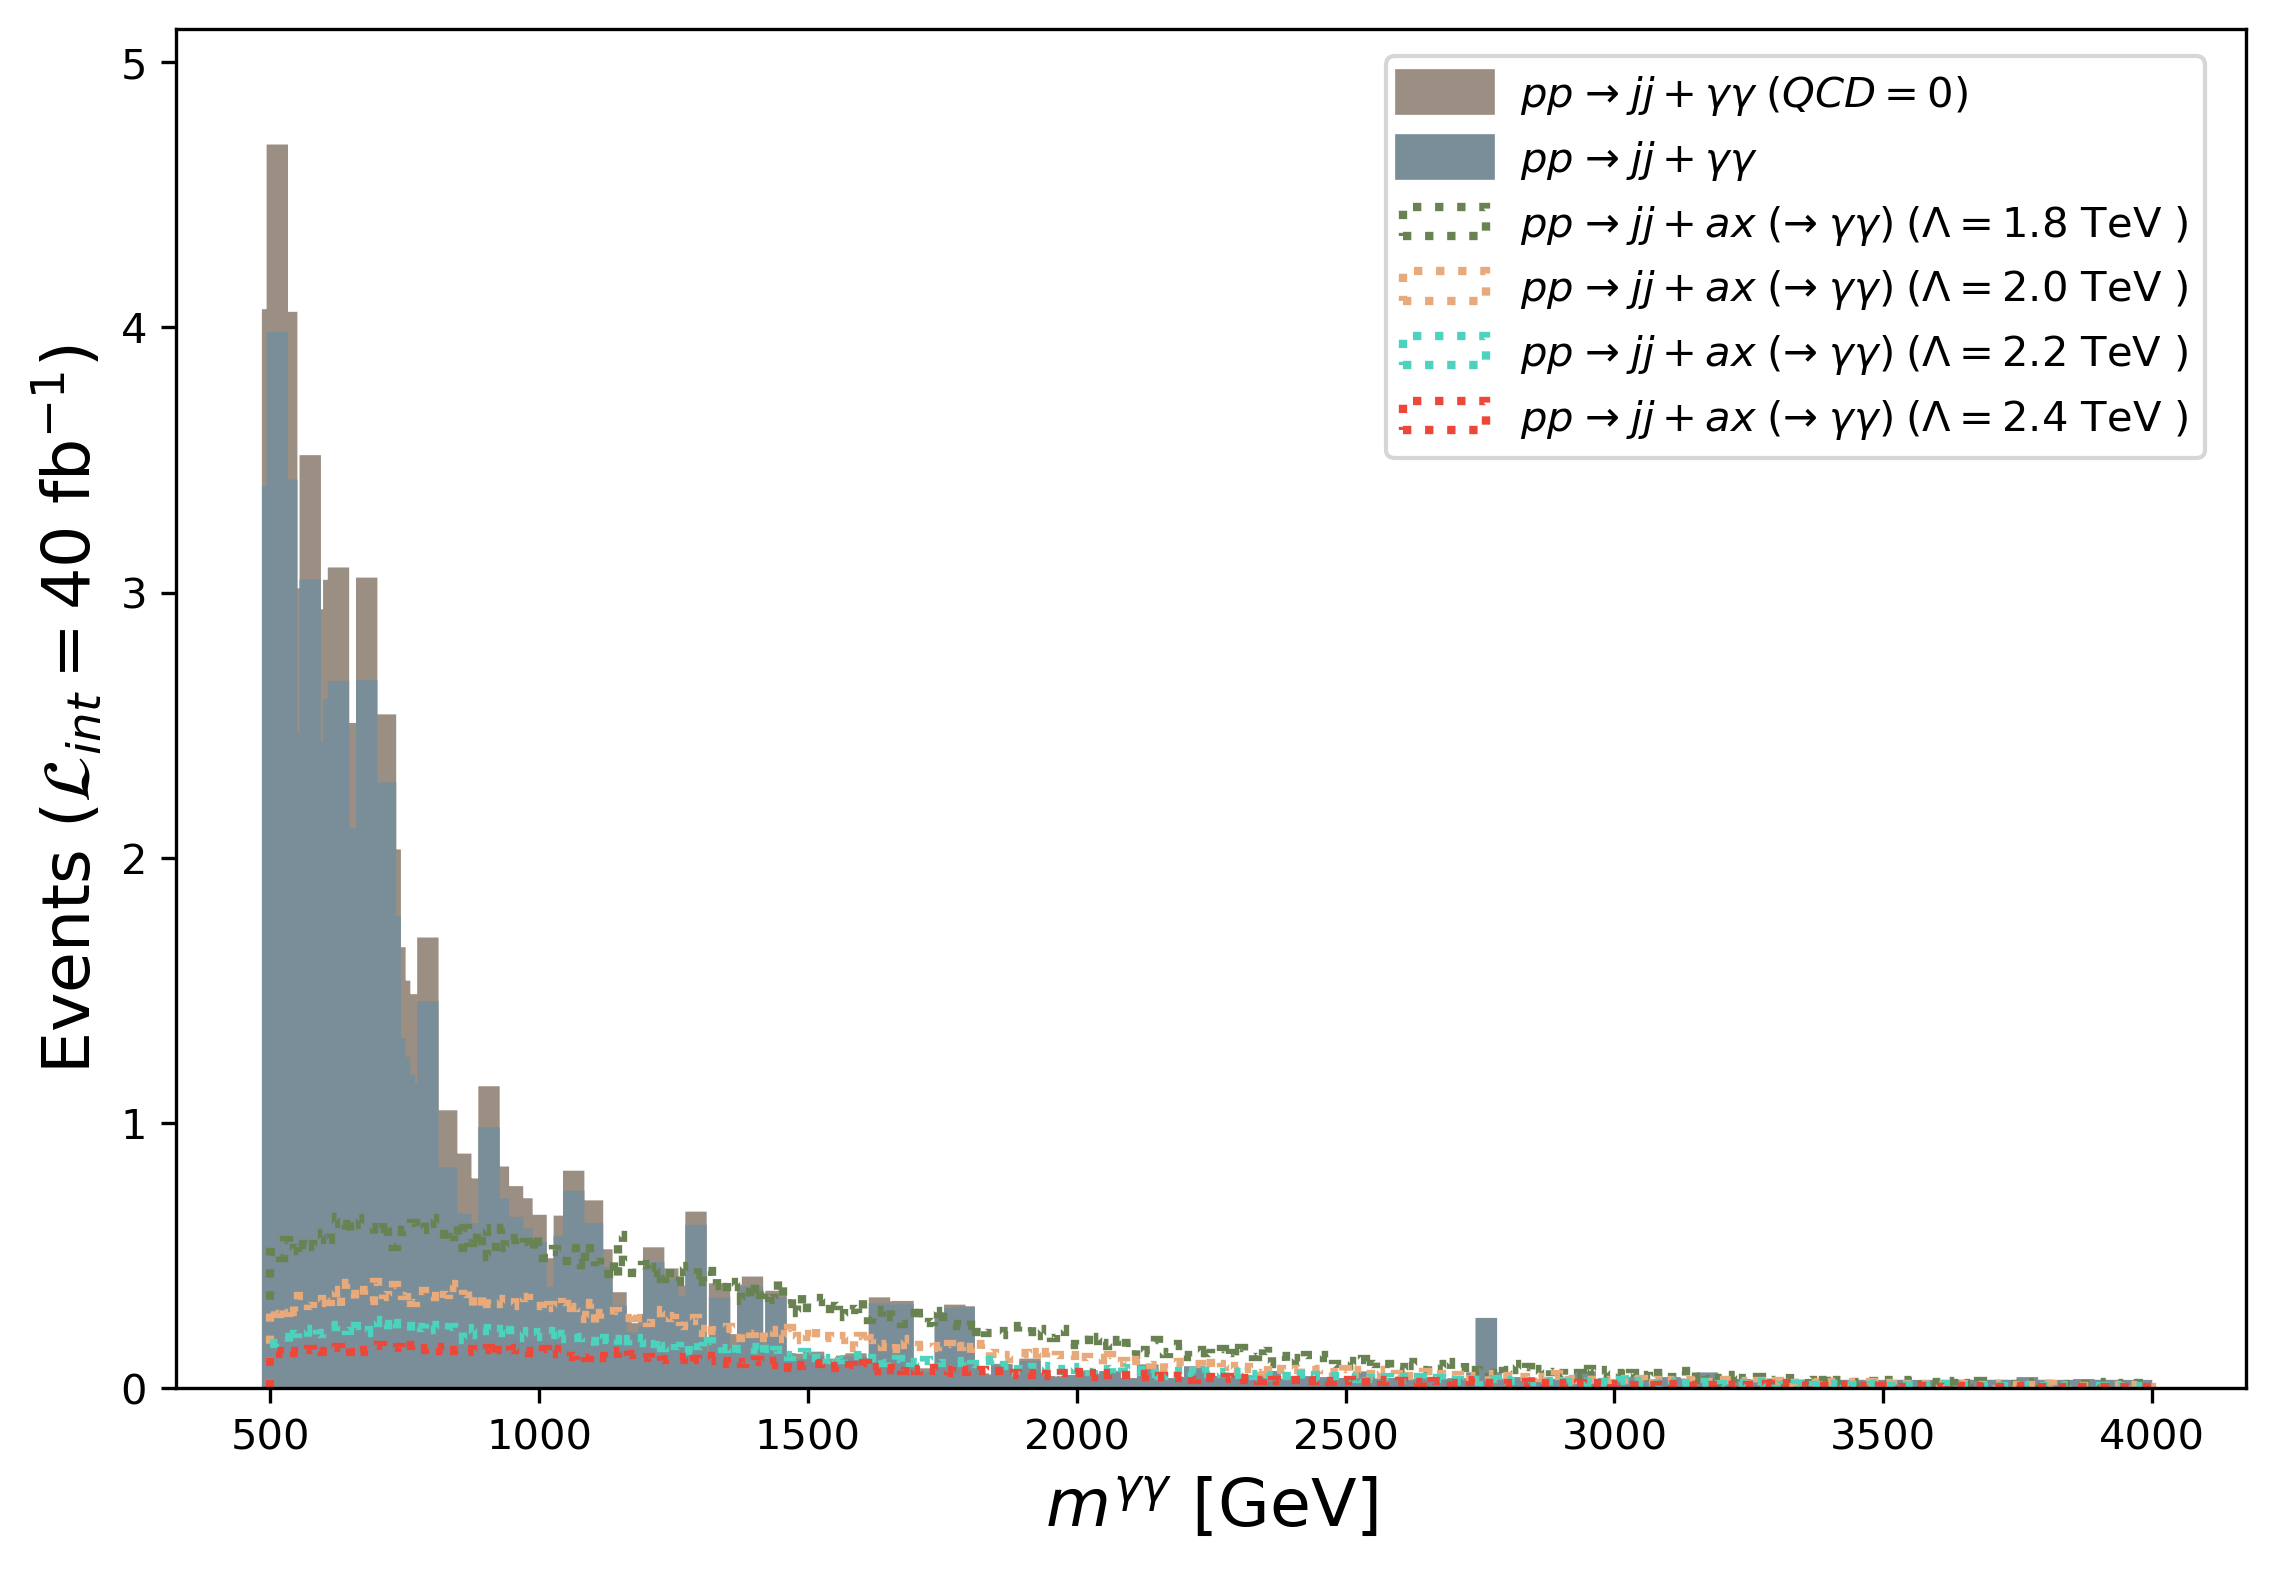 Events (ℒ_int = 40 fb⁻¹)
5
4
3
2
1
0
pp → jj + γγ (QCD = 0)
pp → jj + γγ
pp → jj + ax (→ γγ) (Λ = 1.8 TeV )
pp → jj + ax (→ γγ) (Λ = 2.0 TeV )
pp → jj + ax (→ γγ) (Λ = 2.2 TeV )
pp → jj + ax (→ γγ) (Λ = 2.4 TeV )
500 1000 1500 2000 2500 3000 3500 4000
m^γγ [GeV]